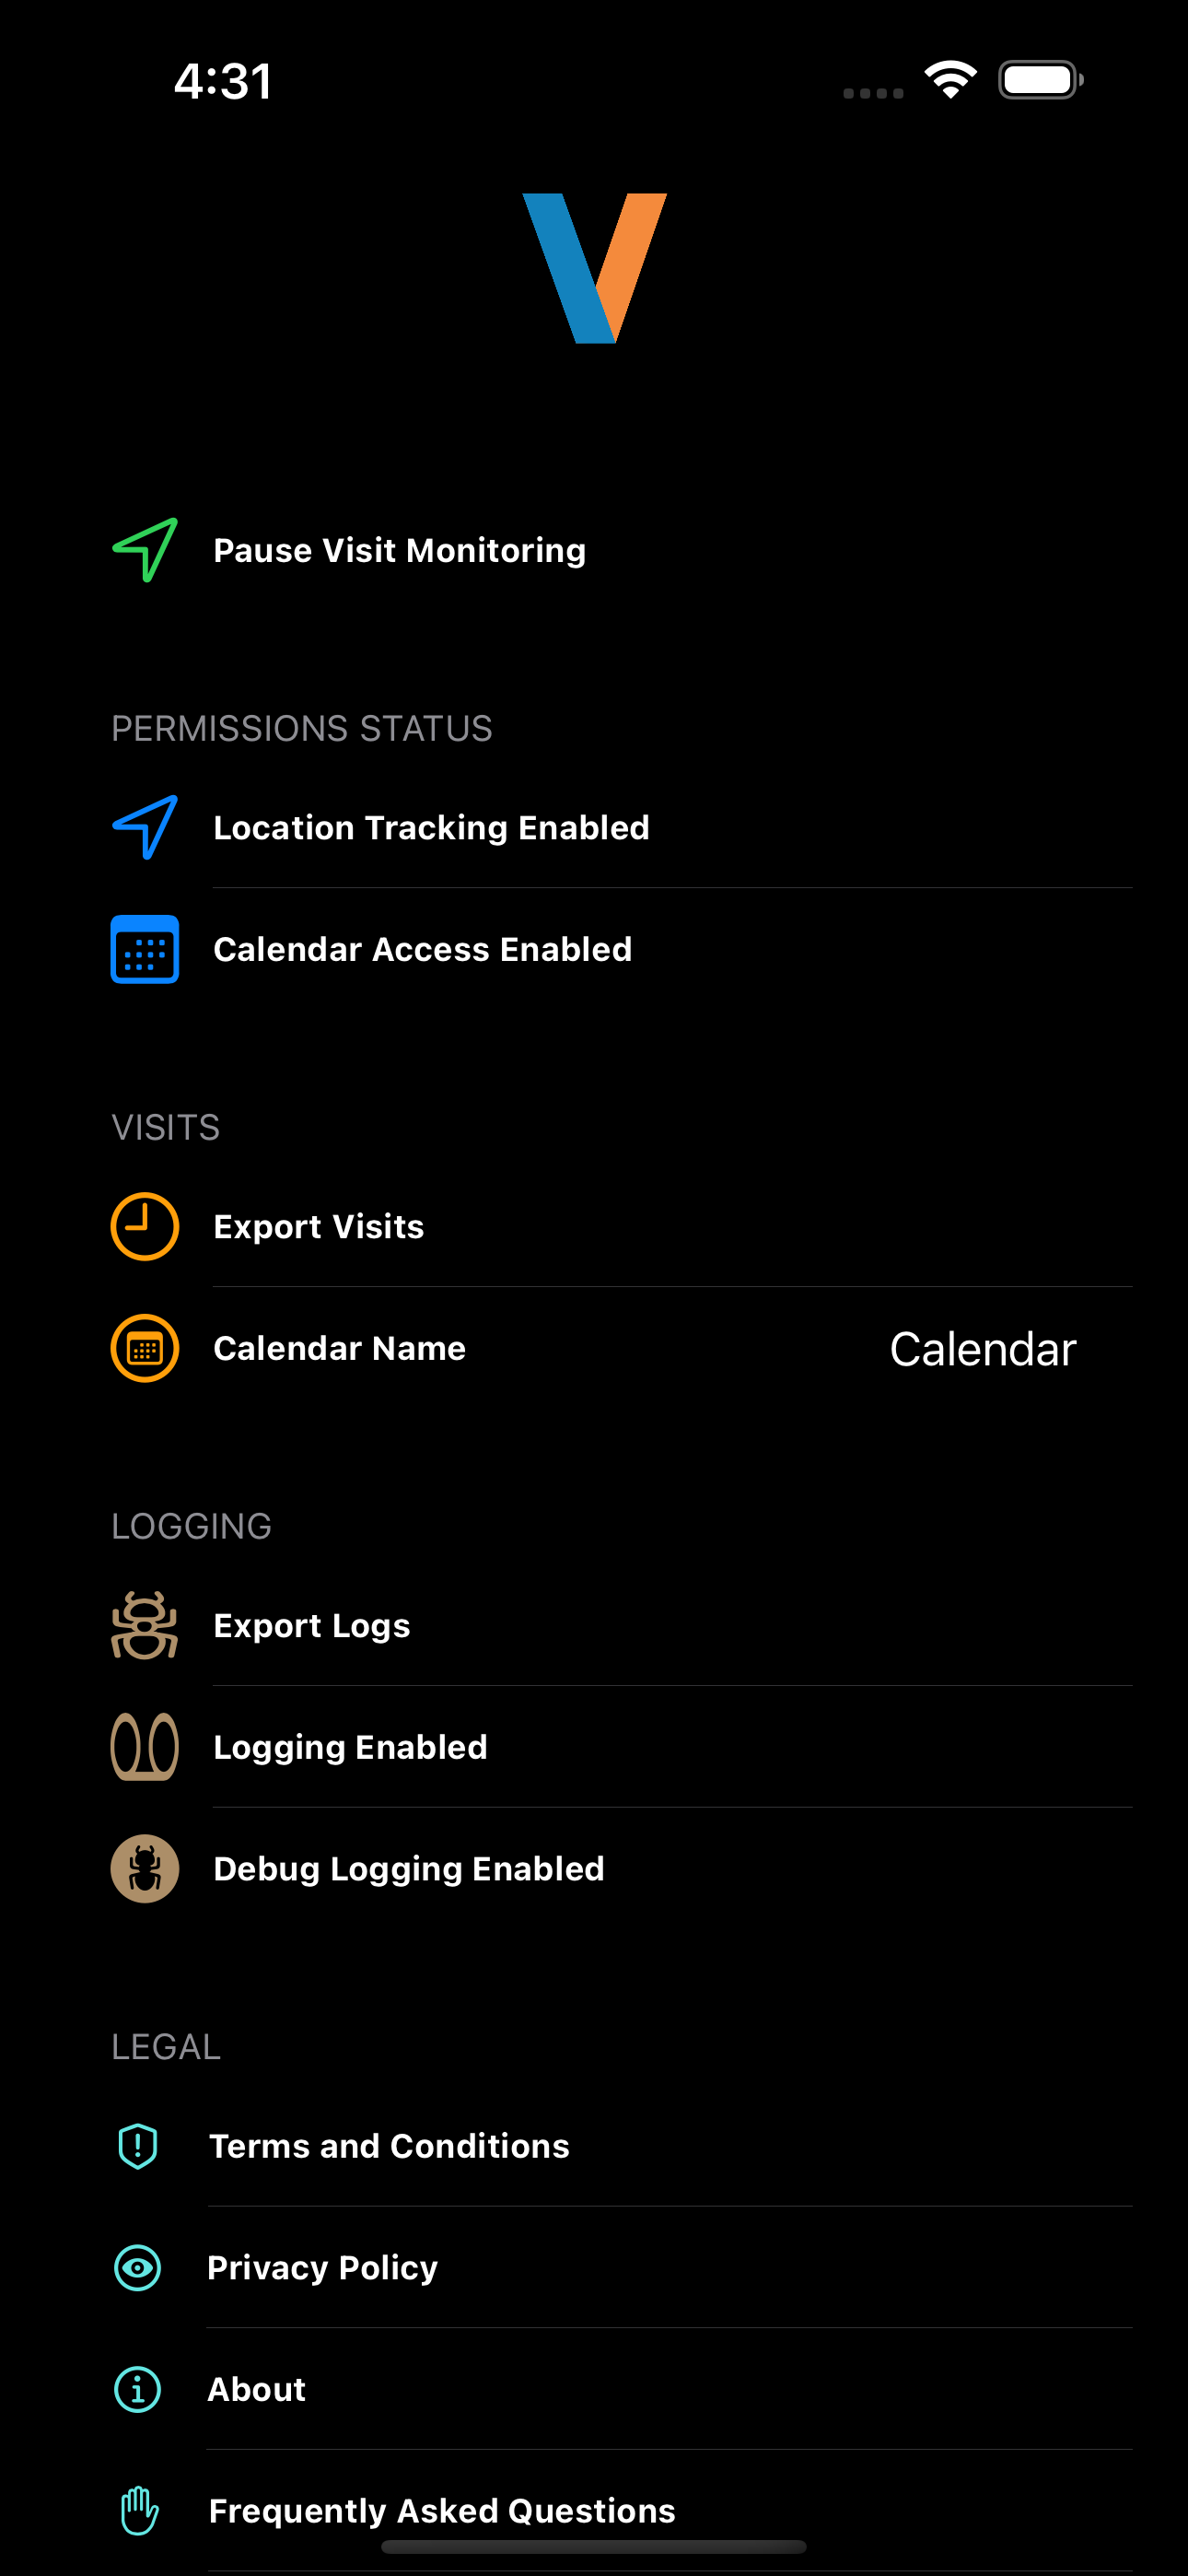 4:31
Pause Visit Monitoring
PERMISSIONS STATUS
Location Tracking Enabled
Calendar Access Enabled
VISITS
Export Visits
Calendar Name Calendar
LOGGING
Export Logs
Logging Enabled
Debug Logging Enabled
LEGAL
Terms and Conditions
Privacy Policy
About
Frequently Asked Questions